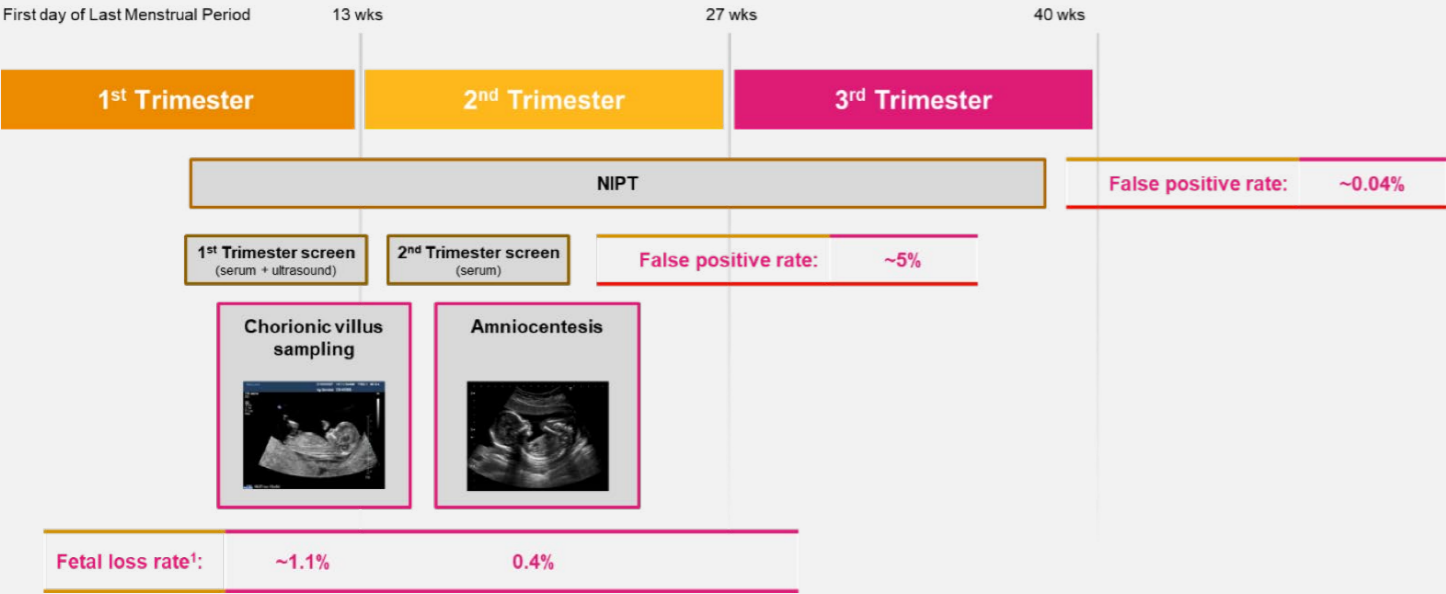 First day of Last Menstrual Period 13 wks 27 wks 40 wks
1st Trimester 2nd Trimester 3rd Trimester
NIPT
False positive rate: ~0.04%
1st Trimester screen
(serum + ultrasound)
2nd Trimester screen
(serum)
False positive rate: ~5%
Chorionic villus
sampling
Amniocentesis
Fetal loss rate1: ~1.1% 0.4%